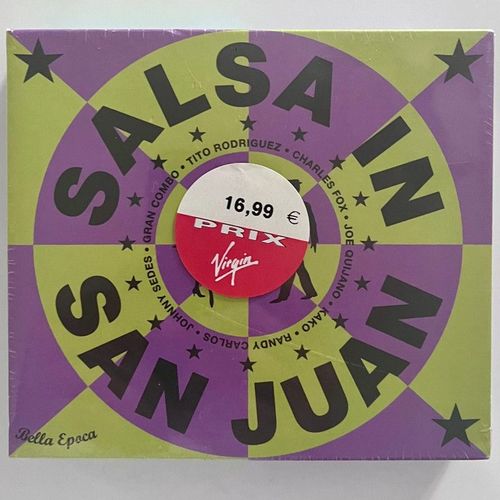 SALSA IN
SAN JUAN
GRAN COMBO • TITO RODRIGUEZ • CHARLES FOX • JOE QUIJANO • KAKO • RANDY CARLOS • JOHNNY SEDES •
16,99 €
PRIX
Virgin
Bella Epoca